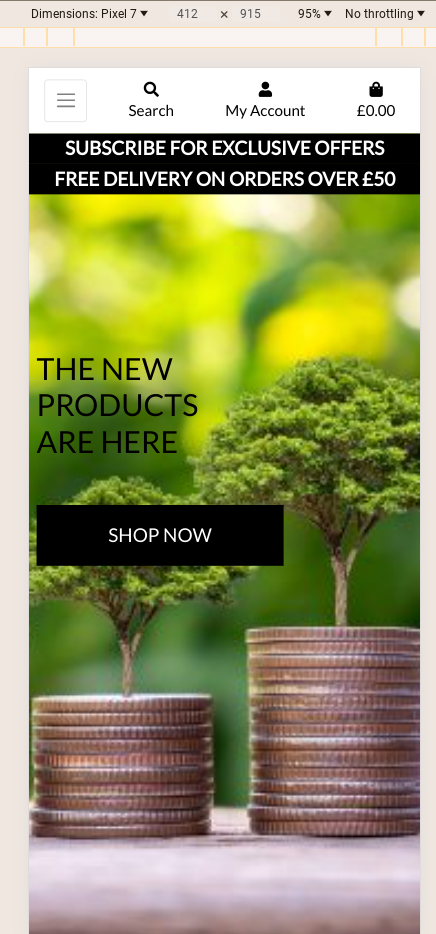 Dimensions: Pixel 7 412 × 915 95% No throttling
Search My Account £0.00
SUBSCRIBE FOR EXCLUSIVE OFFERS
FREE DELIVERY ON ORDERS OVER £50
THE NEW
PRODUCTS
ARE HERE
SHOP NOW